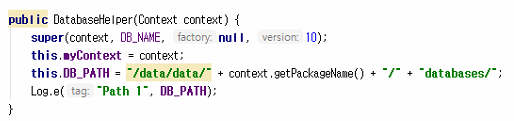 public DatabaseHelper(Context context) {
super(context, DB_NAME, factory: null, version: 10);
this.myContext = context;
this.DB_PATH = "/data/data/" + context.getPackageName() + "/" + "databases/";
Log.e( tag: "Path 1", DB_PATH);
}